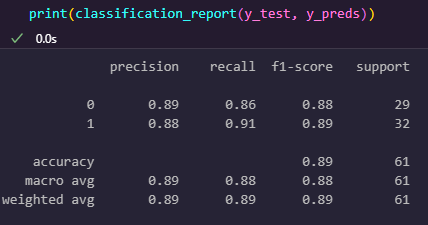 print(classification_report(y_test, y_preds))
0.0s
precision recall f1-score support
0 0.89 0.86 0.88 29
1 0.88 0.91 0.89 32
accuracy 0.89 61
macro avg 0.89 0.88 0.88 61
weighted avg 0.89 0.89 0.89 61